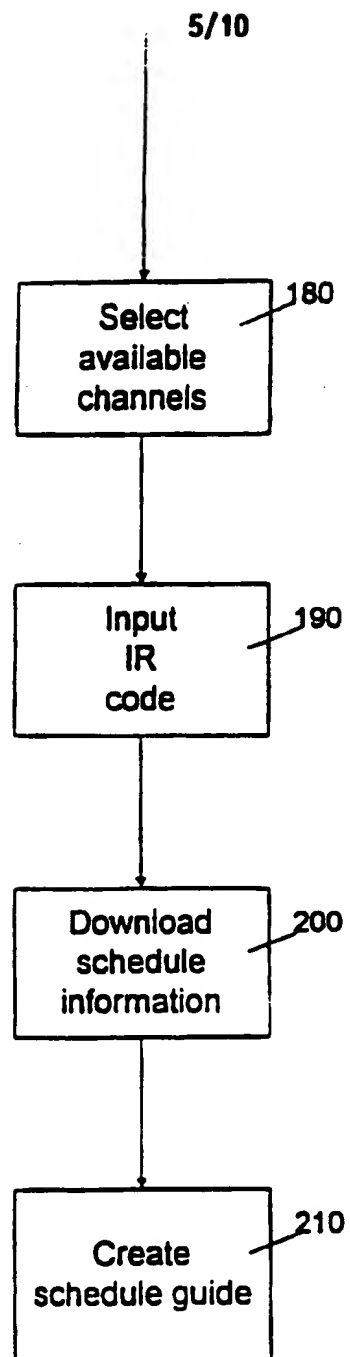 5/10
180
Select
available
channels
190
Input
IR
code
200
Download
schedule
information
210
Create
schedule guide